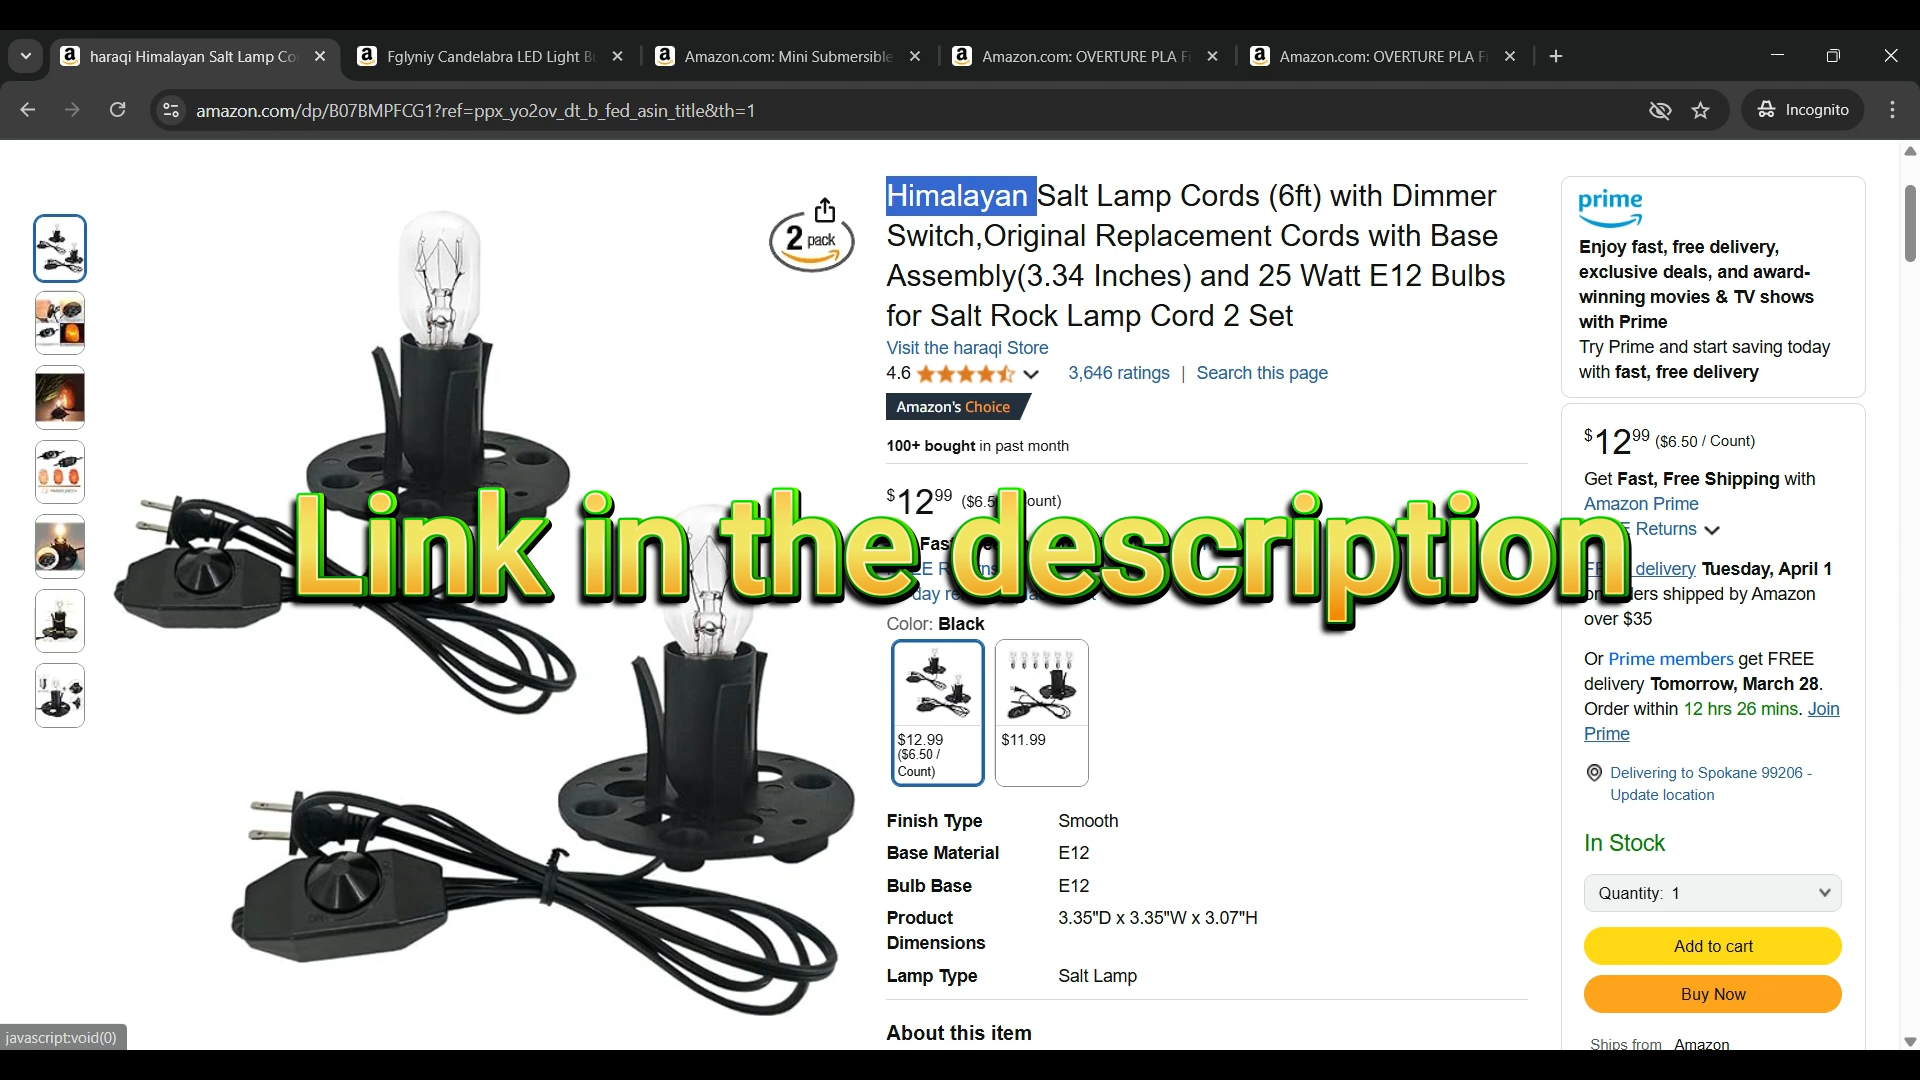 haraqi Himalayan Salt Lamp Co
Fglyniy Candelabra LED Light B
Amazon.com: Mini Submersible
Amazon.com: OVERTURE PLA Fi
Amazon.com: OVERTURE PLA Fi
amazon.com/dp/B07BMPFCG1?ref=ppx_yo2ov_dt_b_fed_asin_title&th=1
Incognito
2 pack
Himalayan Salt Lamp Cords (6ft) with Dimmer
Switch,Original Replacement Cords with Base
Assembly(3.34 Inches) and 25 Watt E12 Bulbs
for Salt Rock Lamp Cord 2 Set
Visit the haraqi Store
4.6
3,646 ratings | Search this page
Amazon's Choice
100+ bought in past month
$12 99
Link in the description
Color: Black
$12.99
($6.50 /
Count)
$11.99
Finish Type Smooth
Base Material E12
Bulb Base E12
Product 3.35"D x 3.35"W x 3.07"H
Dimensions
Lamp Type Salt Lamp
About this item
prime
Enjoy fast, free delivery,
exclusive deals, and award-
winning movies & TV shows
with Prime
Try Prime and start saving today
with fast, free delivery
$12 99 ($6.50 / Count)
Get Fast, Free Shipping with
Amazon Prime
Returns
delivery Tuesday, April 1
shipped by Amazon
over $35
Or Prime members get FREE
delivery Tomorrow, March 28.
Order within 12 hrs 26 mins. Join
Prime
Delivering to Spokane 99206 -
Update location
In Stock
Quantity: 1
Add to cart
Buy Now
Ships from Amazon
javascript:void(0)